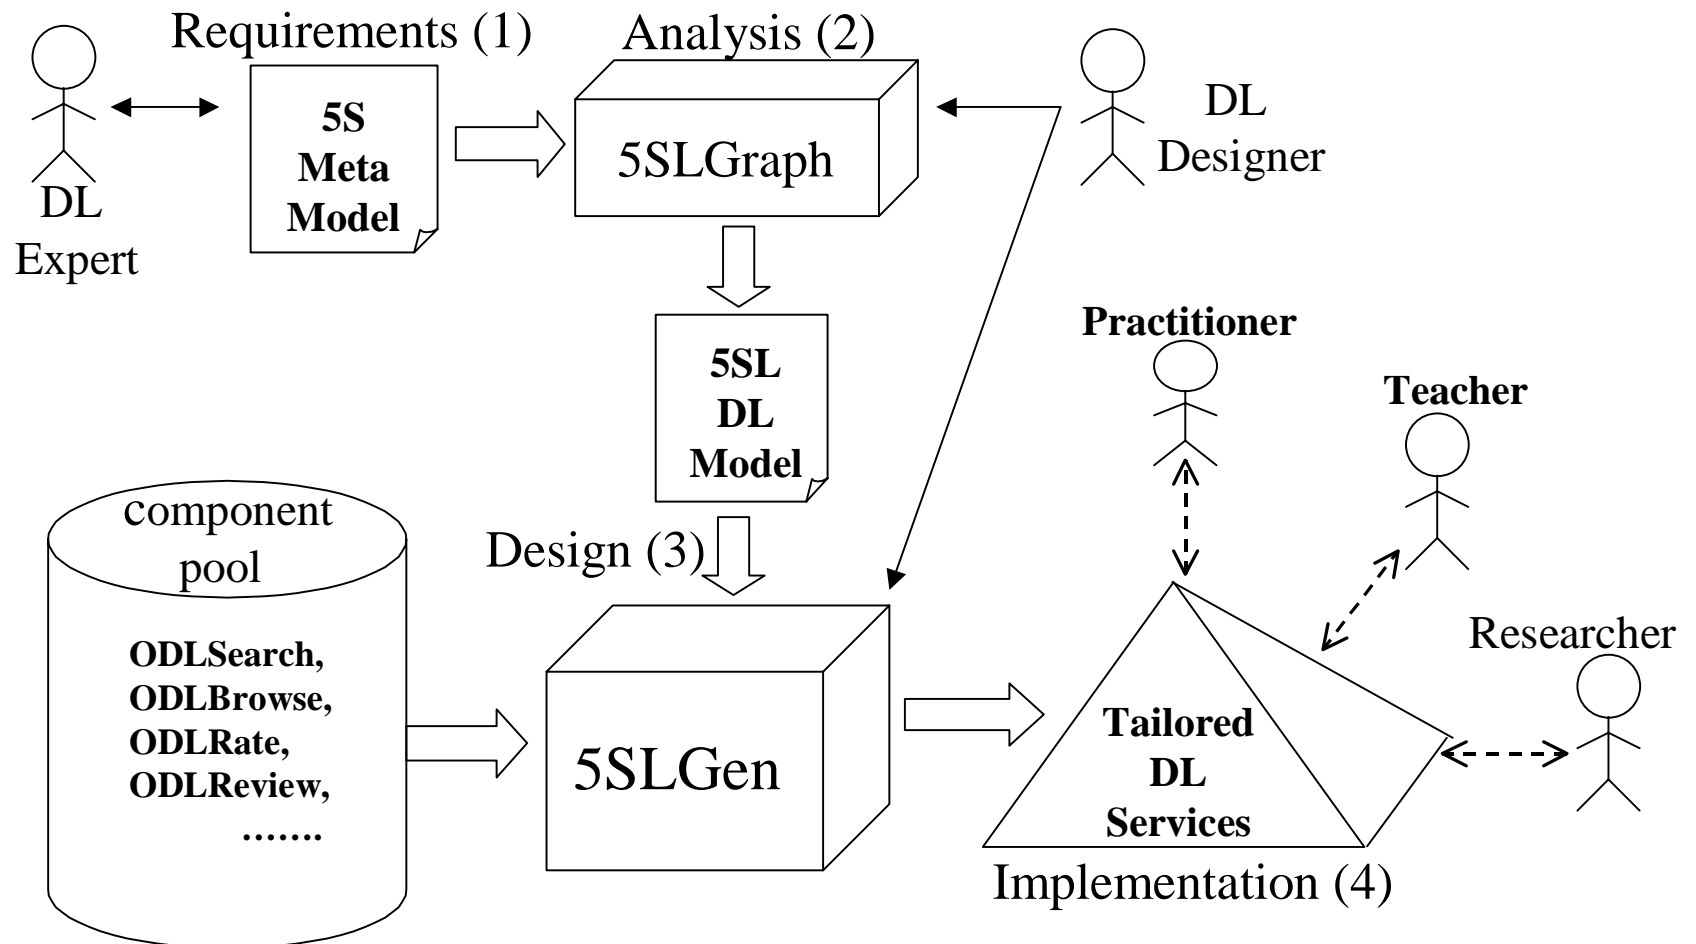 Requirements (1)
Analysis (2)
5S
Meta
Model
5SLGraph
DL
Designer
DL
Expert
Practitioner
5SL
DL
Model
Teacher
component
pool
Design (3)
ODLSearch,
ODLBrowse,
ODLRate,
ODLReview,
.......
5SLGen
Researcher
Tailored
DL
Services
Implementation (4)